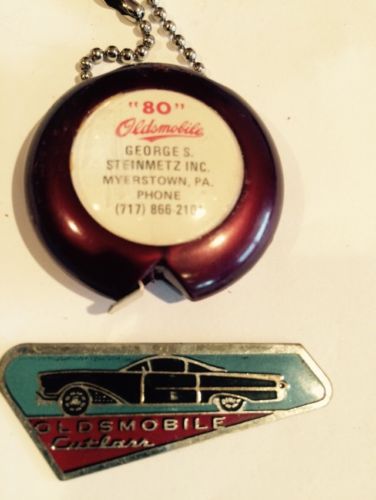 "80"
Oldsmobile
GEORGE S.
STEINMETZ INC.
MYERSTOWN, PA.
PHONE
(717) 866-210
OLDSMOBILE
Cutlass